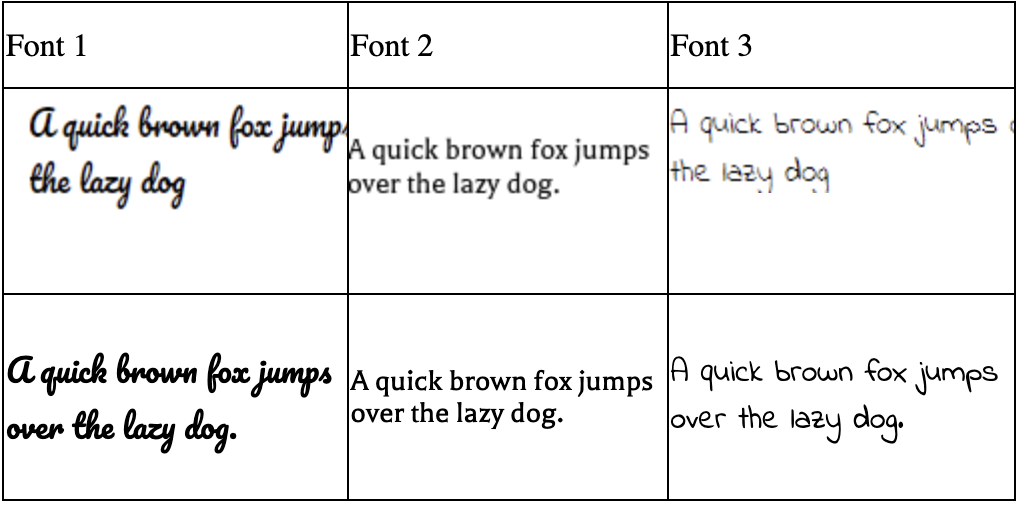 Font 1
Font 2
Font 3
A quick brown fox jump
the lazy dog
A quick brown fox jumps
over the lazy dog.
A quick brown fox jumps
the lazy dog
A quick brown fox jumps
over the lazy dog.
A quick brown fox jumps
over the lazy dog.
A quick brown fox jumps
over the lazy dog.